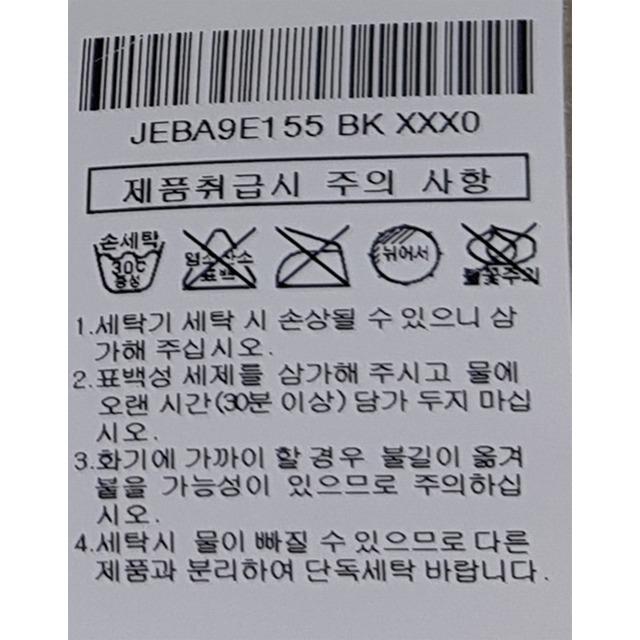 JEBA9E155 BK XXX0
제품취급시 주의 사항
손세탁
30℃
중성
염소산소
표백
뉘어서
불꽃주의
1.세탁기 세탁 시 손상될 수 있으니 삼
가해 주십시오.
2.표백성 세제를 삼가해 주시고 물에
오랜 시간(30분 이상) 담가 두지 마십
시오.
3.화기에 가까이 할 경우 불길이 옮겨
붙을 가능성이 있으므로 주의하십
시오.
4.세탁시 물이 빠질 수 있으므로 다른
제품과 분리하여 단독세탁 바랍니다.